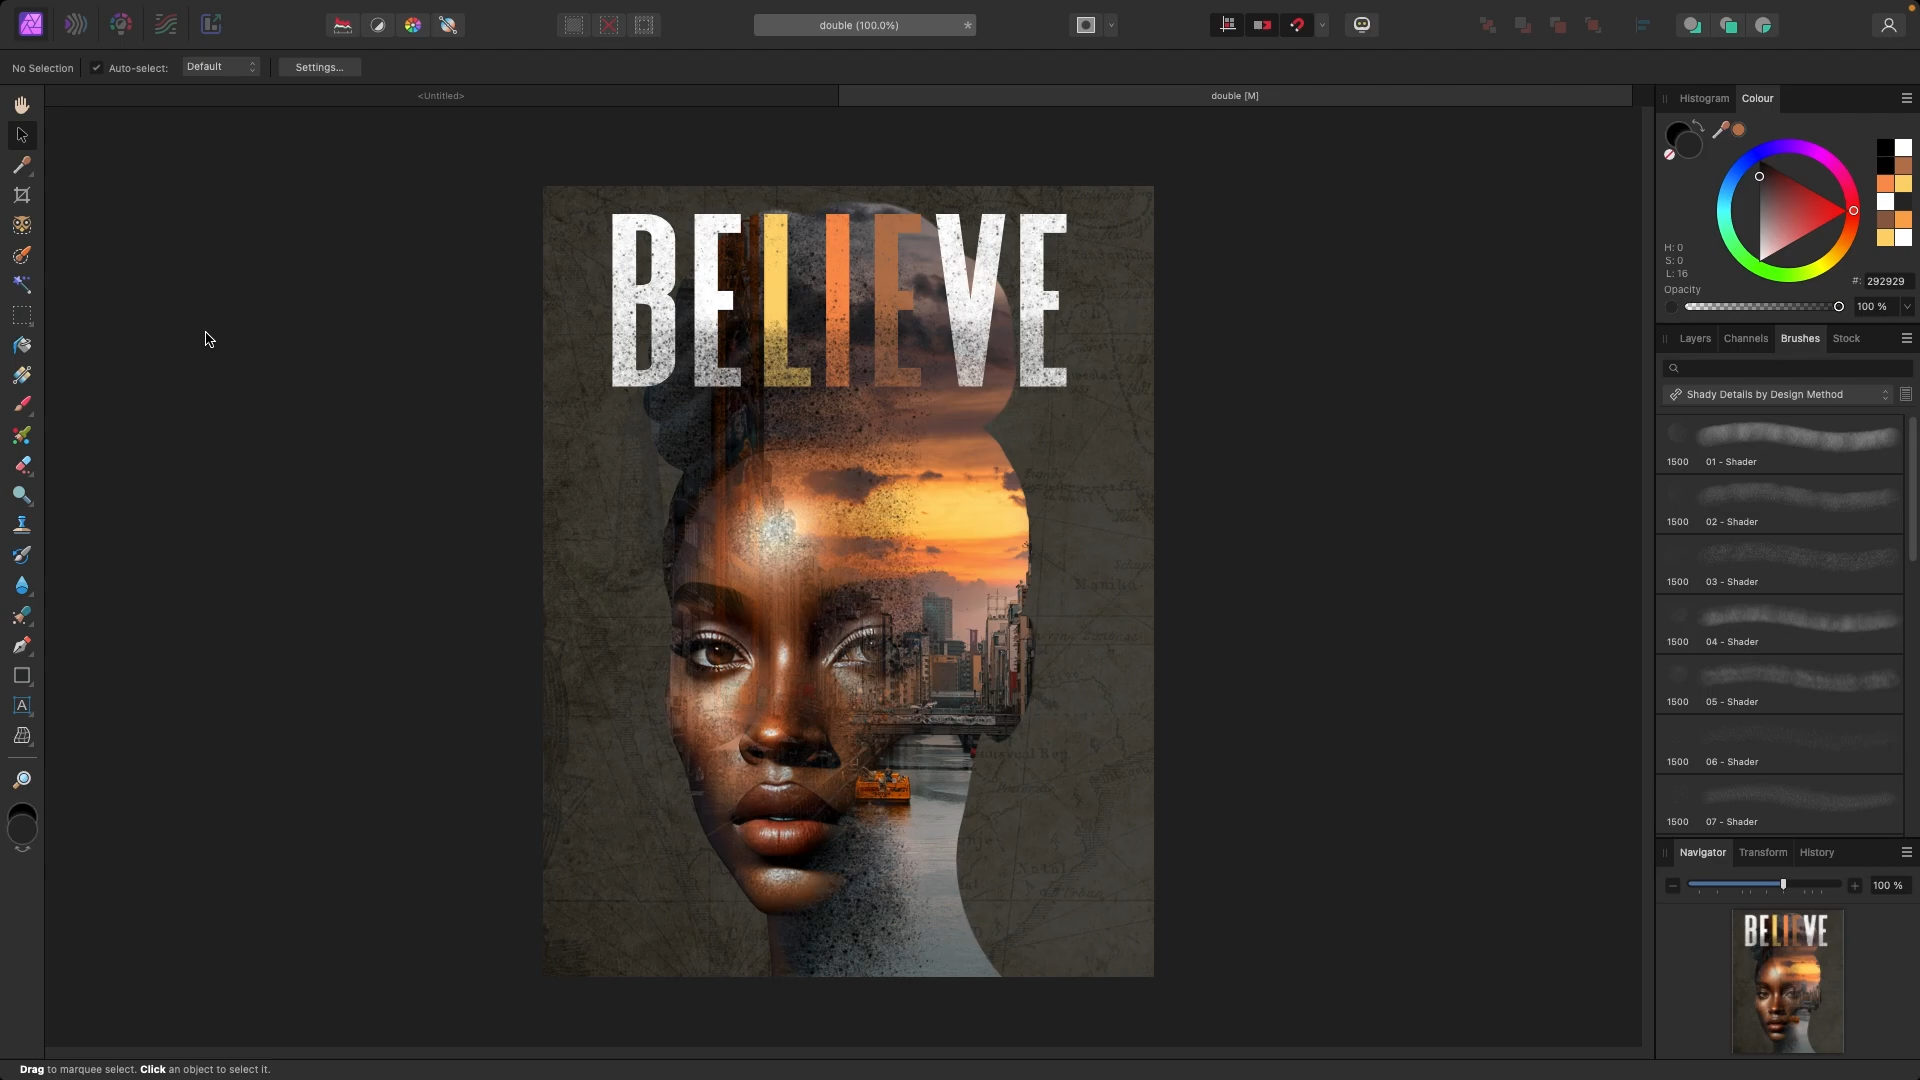 double (100.0%)
*
No Selection
Auto-select:
Default
Settings...
<Untitled>
double [M]
Histogram
Colour
H: 0
S: 0
L: 16
#: 292929
Opacity
100 %
Layers
Channels
Brushes
Stock
Shady Details by Design Method
1500 01 - Shader
1500 02 - Shader
1500 03 - Shader
1500 04 - Shader
1500 05 - Shader
1500 06 - Shader
1500 07 - Shader
Navigator
Transform
History
100 %
BELIEVE
BELIEVE
A
Drag to marquee select. Click an object to select it.